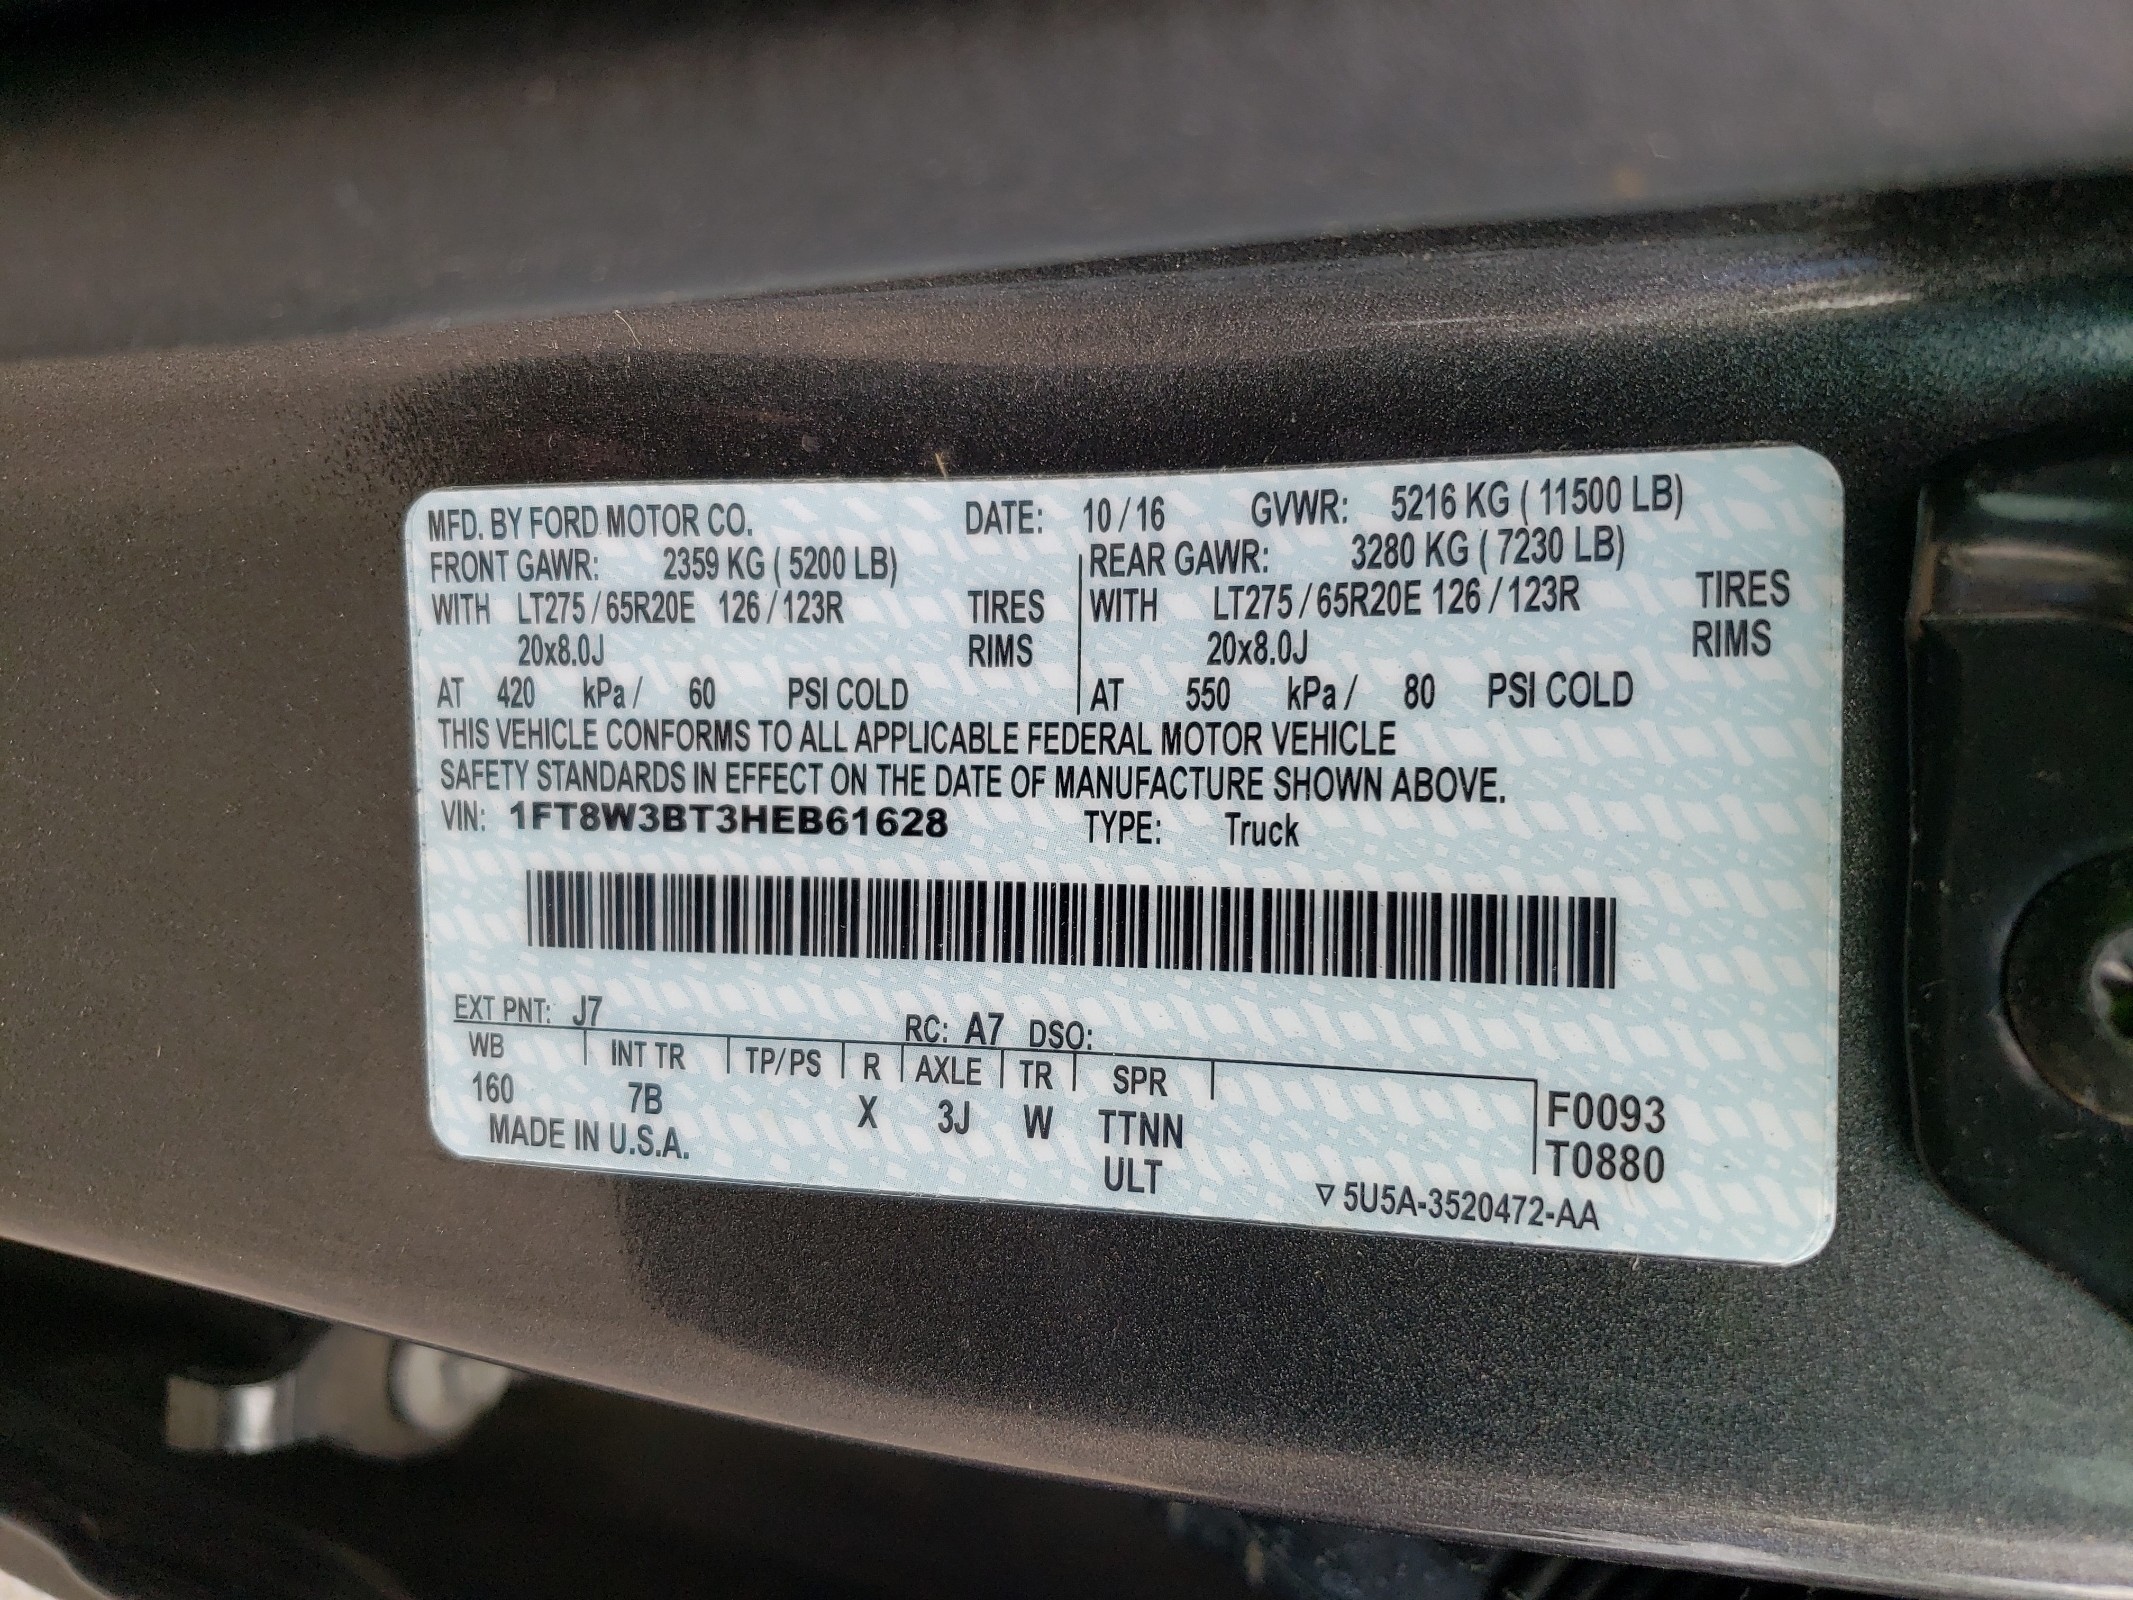 MFD. BY FORD MOTOR CO. DATE: 10/16 GVWR: 5216 KG ( 11500 LB)
FRONT GAWR: 2359 KG ( 5200 LB) REAR GAWR: 3280 KG ( 7230 LB)
WITH LT275/65R20E 126/123R TIRES WITH LT275/65R20E 126/123R TIRES
20x8.0J RIMS 20x8.0J RIMS
AT 420 kPa/ 60 PSI COLD AT 550 kPa/ 80 PSI COLD
THIS VEHICLE CONFORMS TO ALL APPLICABLE FEDERAL MOTOR VEHICLE
SAFETY STANDARDS IN EFFECT ON THE DATE OF MANUFACTURE SHOWN ABOVE.
VIN: 1FT8W3BT3HEB61628 TYPE: Truck
EXT PNT: J7 RC: A7 DSO:
WB INT TR TP/PS R AXLE TR SPR
160 7B X 3J W TTNN F0093
MADE IN U.S.A. ULT T0880
▽ 5U5A-3520472-AA